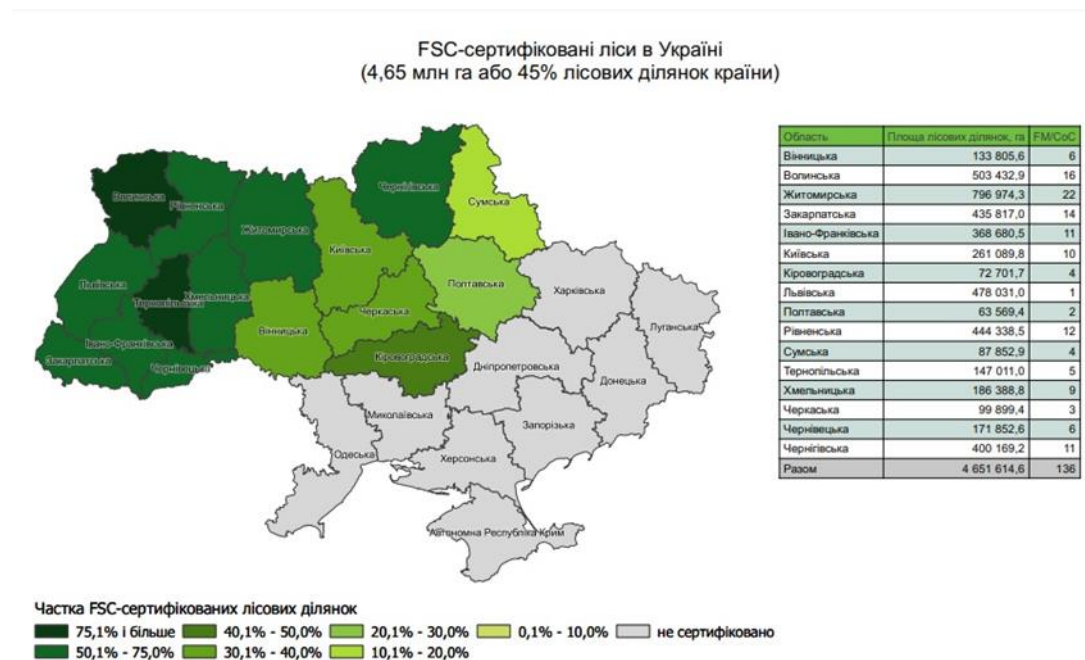 FSC-сертифіковані ліси в Україні
(4,65 млн га або 45% лісових ділянок країни)
Волинська
Рівненська
Житомирська
Чернігівська
Сумська
Київська
Львівська
Тернопільська
Хмельницька
Полтавська
Харківська
Луганська
Черкаська
Вінницька
Івано-Франківська
Закарпатська
Чернівецька
Кіровоградська
Дніпропетровська
Донецька
Миколаївська
Запорізька
Одеська
Херсонська
Автономна Республіка Крим
Область Площа лісових ділянок, га FM/CoC
Вінницька 133 805,6 6
Волинська 503 432,9 16
Житомирська 796 974,3 22
Закарпатська 435 817,0 14
Івано-Франківська 368 680,5 11
Київська 261 089,8 10
Кіровоградська 72 701,7 4
Львівська 478 031,0 1
Полтавська 63 569,4 2
Рівненська 444 338,5 12
Сумська 87 852,9 4
Тернопільська 147 011,0 5
Хмельницька 186 388,8 9
Черкаська 99 899,4 3
Чернівецька 171 852,6 6
Чернігівська 400 169,2 11
Разом 4 651 614,6 136
Частка FSC-сертифікованих лісових ділянок
75,1% і більше 40,1% - 50,0% 20,1% - 30,0% 0,1% - 10,0% не сертифіковано
50,1% - 75,0% 30,1% - 40,0% 10,1% - 20,0%